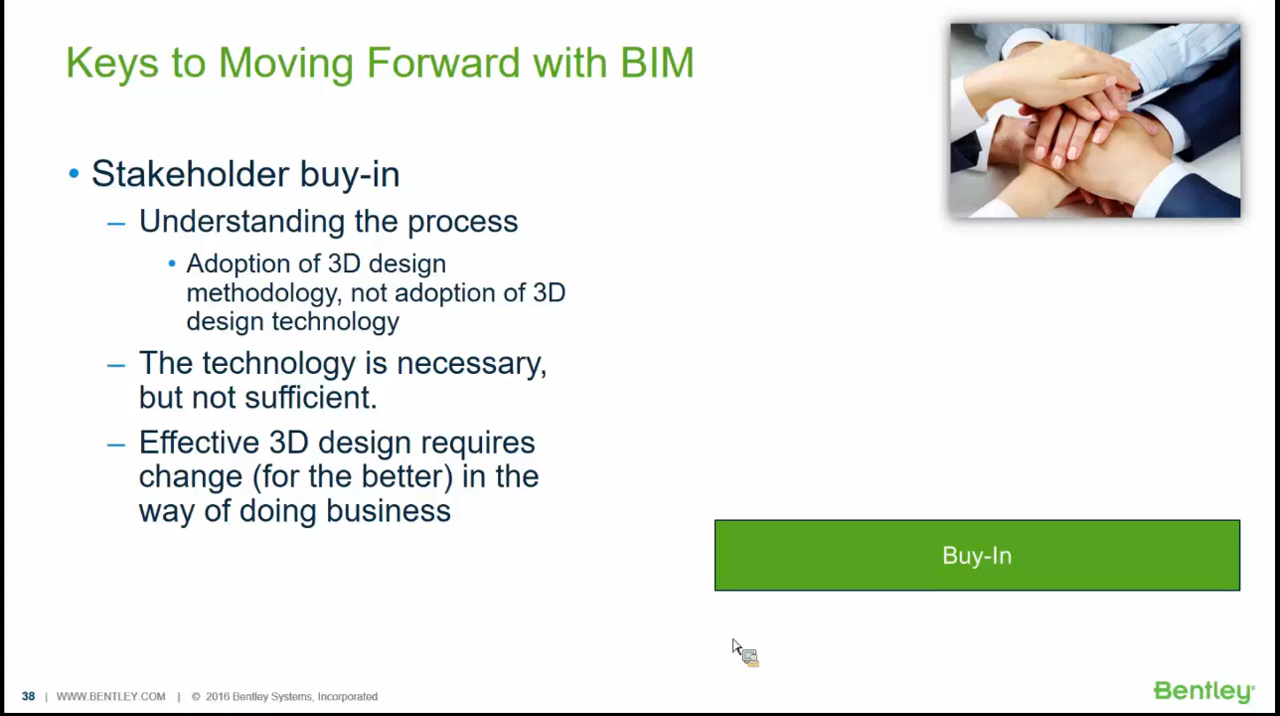 Keys to Moving Forward with BIM
• Stakeholder buy-in
– Understanding the process
• Adoption of 3D design
methodology, not adoption of 3D
design technology
– The technology is necessary,
but not sufficient.
– Effective 3D design requires
change (for the better) in the
way of doing business
Buy-In
38 | WWW.BENTLEY.COM | © 2016 Bentley Systems, Incorporated
Bentley®